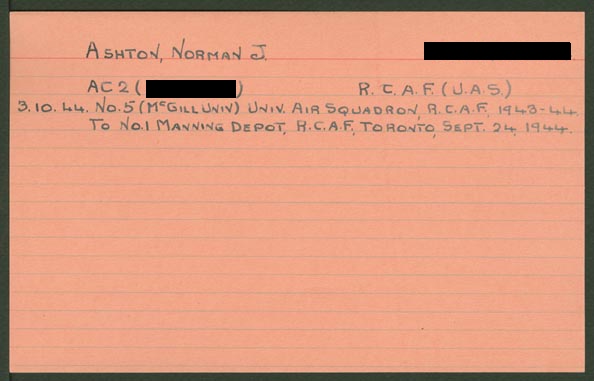 ASHTON, NORMAN J.
AC2 ( ) R.C.A.F. (U.A.S.)
3.10.44. No.5 (McGILL UNIV) UNIV. AIR SQUADRON, R.C.A.F, 1943-44.
TO No.1 MANNING DEPOT, R.C.A.F, TORONTO, SEPT. 24, 1944.